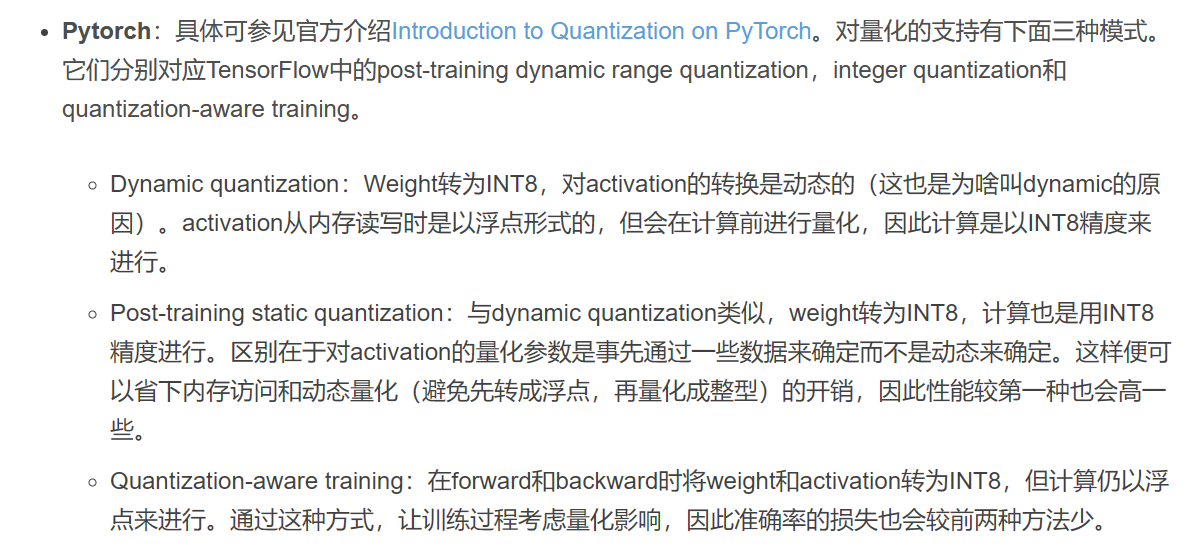 Pytorch：具体可参见官方介绍Introduction to Quantization on PyTorch。对量化的支持有下面三种模式。
它们分别对应TensorFlow中的post-training dynamic range quantization，integer quantization和
quantization-aware training。
Dynamic quantization：Weight转为INT8，对activation的转换是动态的（这也是为啥叫dynamic的原
因）。activation从内存读写时是以浮点形式的，但会在计算前进行量化，因此计算是以INT8精度来
进行。
Post-training static quantization：与dynamic quantization类似，weight转为INT8，计算也是用INT8
精度进行。区别在于对activation的量化参数是事先通过一些数据来确定而不是动态来确定。这样便可
以省下内存访问和动态量化（避免先转成浮点，再量化成整型）的开销，因此性能较第一种也会高一
些。
Quantization-aware training：在forward和backward时将weight和activation转为INT8，但计算仍以浮
点来进行。通过这种方式，让训练过程考虑量化影响，因此准确率的损失也会较前两种方法少。